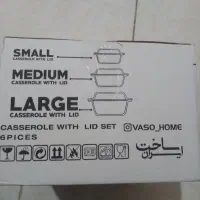 SMALL
CASSEROLE WITH LID
MEDIUM
CASSEROLE WITH LID
LARGE
CASSEROLE WITH LID
CASSEROLE WITH LID SET @VASO_HOME
6PICES
ساخت
ایران